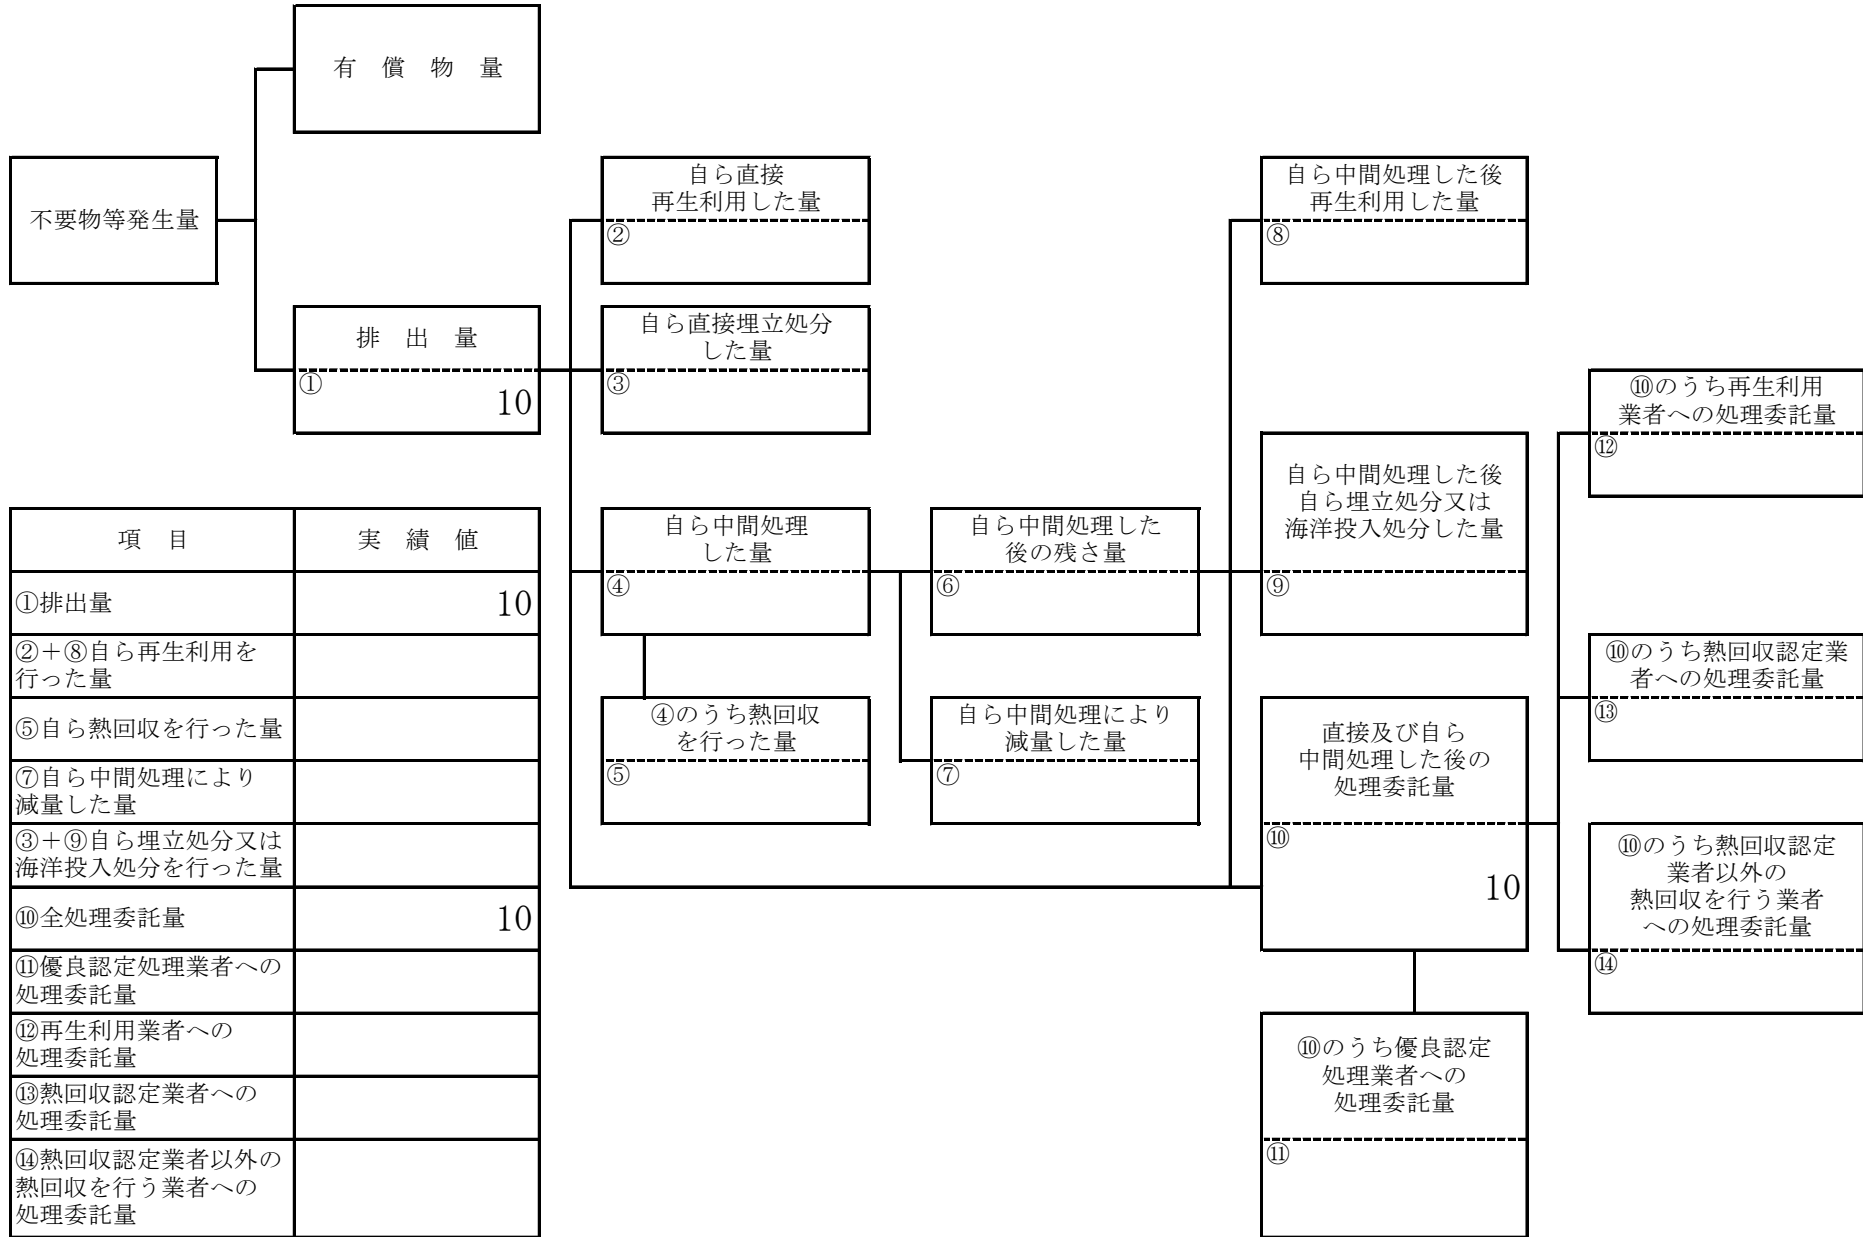 有 償 物 量
不要物等発生量
排 出 量
①
10
自ら直接
再生利用した量
②
自ら直接埋立処分
した量
③
自ら中間処理
した量
④
④のうち熱回収
を行った量
⑤
自ら中間処理した
後の残さ量
⑥
自ら中間処理により
減量した量
⑦
自ら中間処理した後
再生利用した量
⑧
自ら中間処理した後
自ら埋立処分又は
海洋投入処分した量
⑨
直接及び自ら
中間処理した後の
処理委託量
⑩
10
⑩のうち優良認定
処理業者への
処理委託量
⑪
⑩のうち再生利用
業者への処理委託量
⑫
⑩のうち熱回収認定業
者への処理委託量
⑬
⑩のうち熱回収認定
業者以外の
熱回収を行う業者
への処理委託量
⑭
項 目 実 績 値
①排出量 10
②+⑧自ら再生利用を
行った量
⑤自ら熱回収を行った量
⑦自ら中間処理により
減量した量
③+⑨自ら埋立処分又は
海洋投入処分を行った量
⑩全処理委託量 10
⑪優良認定処理業者への
処理委託量
⑫再生利用業者への
処理委託量
⑬熱回収認定業者への
処理委託量
⑭熱回収認定業者以外の
熱回収を行う業者への
処理委託量